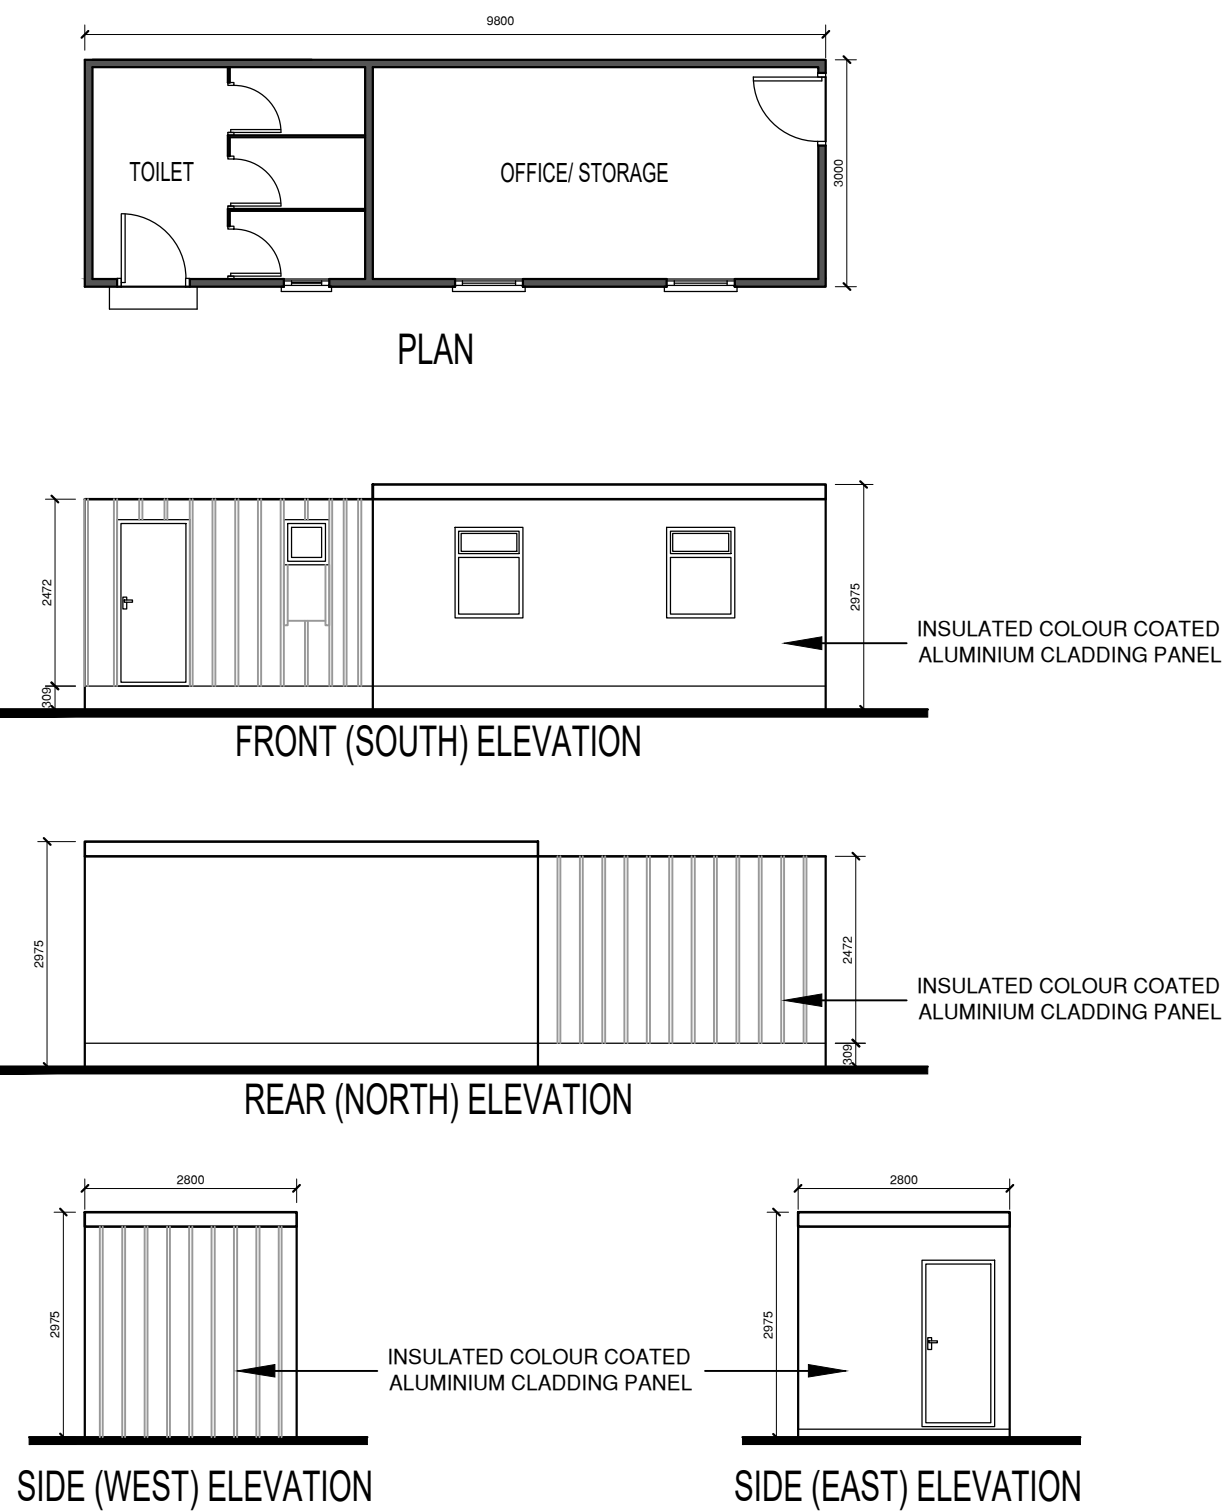 9800
3000
TOILET
OFFICE/ STORAGE
PLAN
2472
309
2975
INSULATED COLOUR COATED
ALUMINIUM CLADDING PANEL
FRONT (SOUTH) ELEVATION
2975
2472
309
INSULATED COLOUR COATED
ALUMINIUM CLADDING PANEL
REAR (NORTH) ELEVATION
2800
2975
INSULATED COLOUR COATED
ALUMINIUM CLADDING PANEL
SIDE (WEST) ELEVATION
2800
2975
SIDE (EAST) ELEVATION